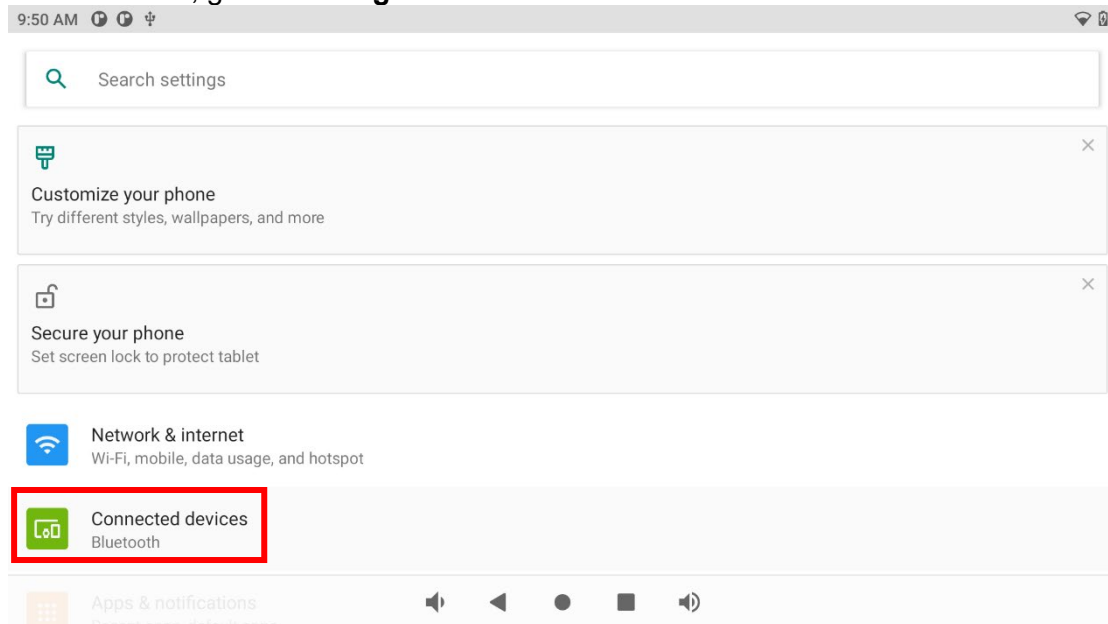 9:50 AM
Search settings
Customize your phone
Try different styles, wallpapers, and more
Secure your phone
Set screen lock to protect tablet
Network & internet
Wi-Fi, mobile, data usage, and hotspot
Connected devices
Bluetooth
Apps & notifications